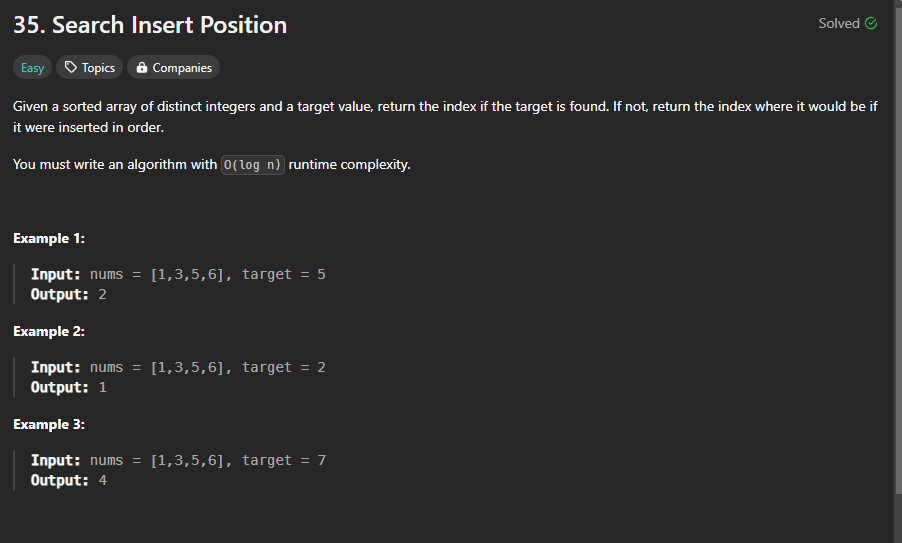 35. Search Insert Position
Solved
Easy
Topics
Companies
Given a sorted array of distinct integers and a target value, return the index if the target is found. If not, return the index where it would be if
it were inserted in order.
You must write an algorithm with O(log n) runtime complexity.
Example 1:
Input: nums = [1,3,5,6], target = 5
Output: 2
Example 2:
Input: nums = [1,3,5,6], target = 2
Output: 1
Example 3:
Input: nums = [1,3,5,6], target = 7
Output: 4